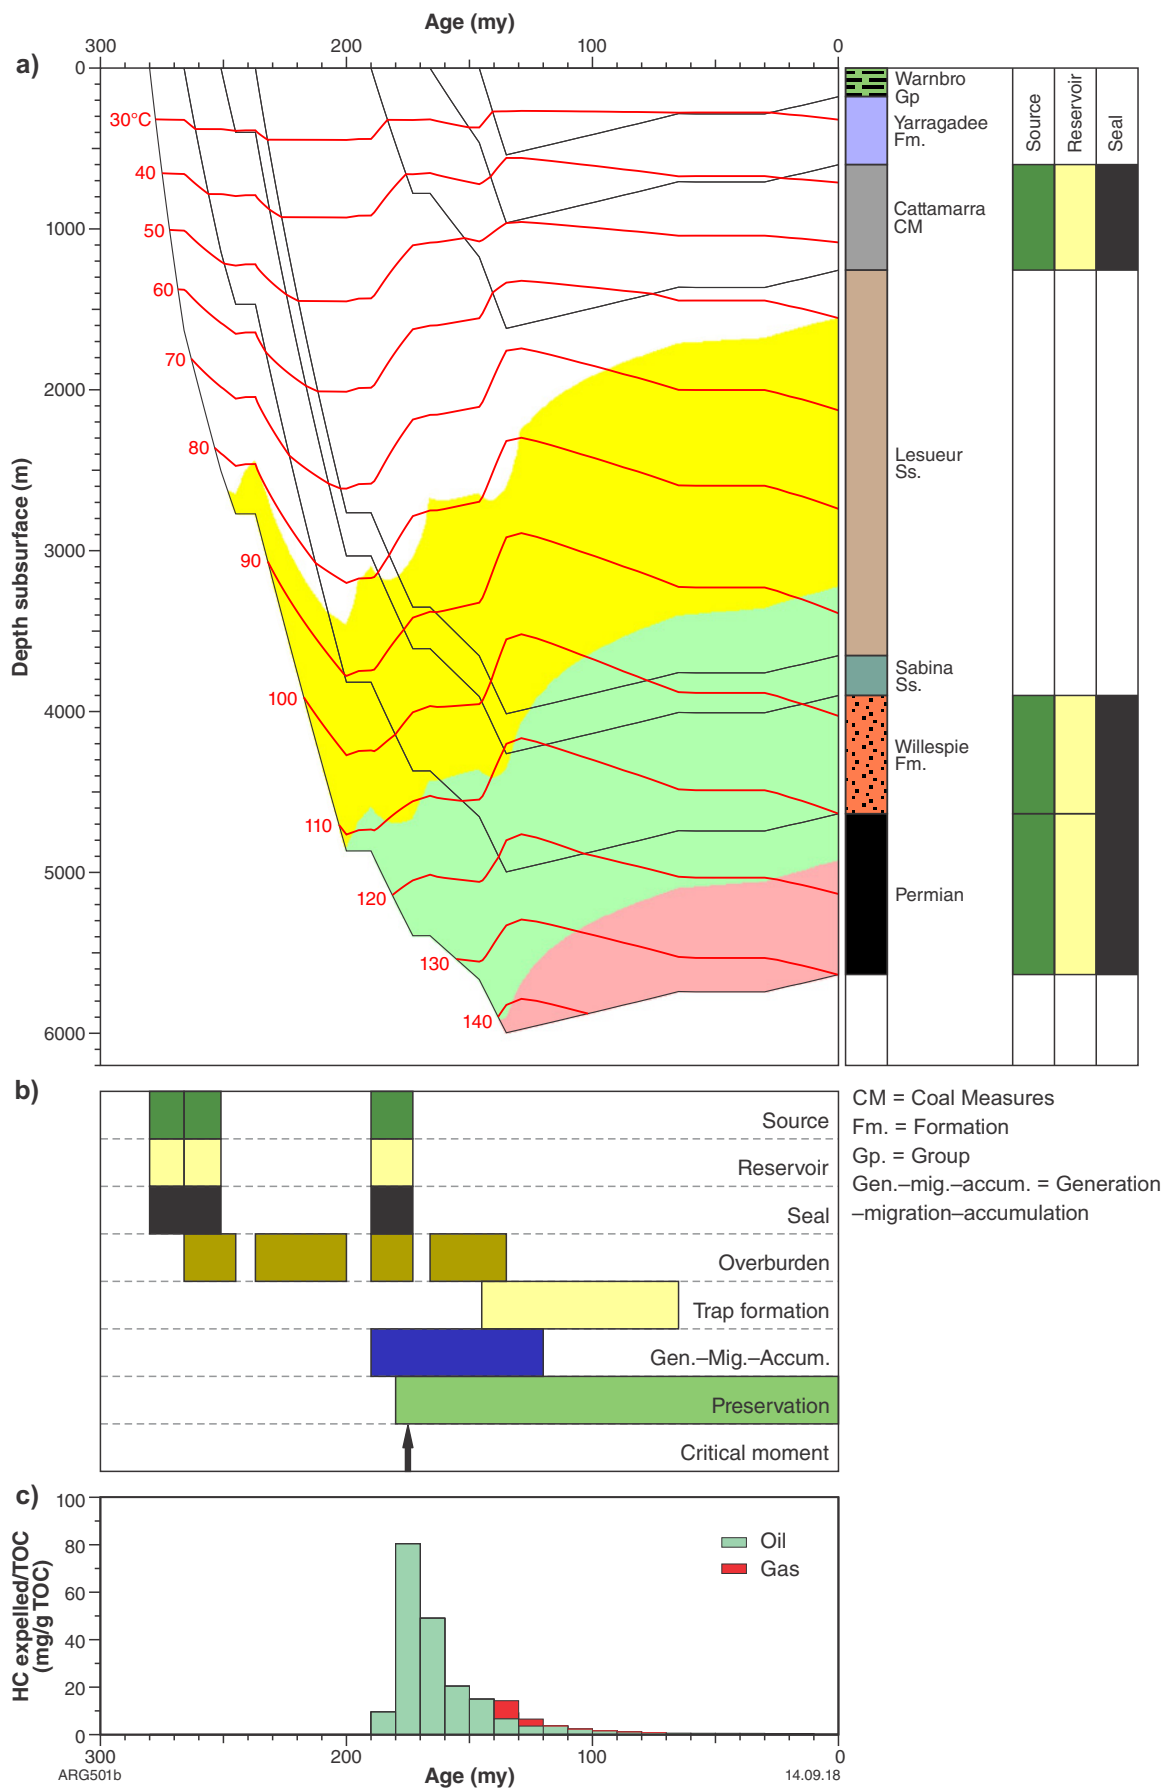 Age (my)
300 200 100 0
a)
0
1000
2000
3000
4000
5000
6000
Depth subsurface (m)
30°C
40
50
60
70
80
90
100
110
120
130
140
Warnbro
Gp
Yarragadee
Fm.
Cattamarra
CM
Lesueur
Ss.
Sabina
Ss.
Willespie
Fm.
Permian
Source
Reservoir
Seal
b)
Source
Reservoir
Seal
Overburden
Trap formation
Gen.–Mig.–Accum.
Preservation
Critical moment
CM = Coal Measures
Fm. = Formation
Gp. = Group
Gen.–mig.–accum. = Generation
–migration–accumulation
c)
100
80
60
40
20
0
HC expelled/TOC
(mg/g TOC)
Oil
Gas
300 200 100 0
Age (my)
ARG501b
14.09.18